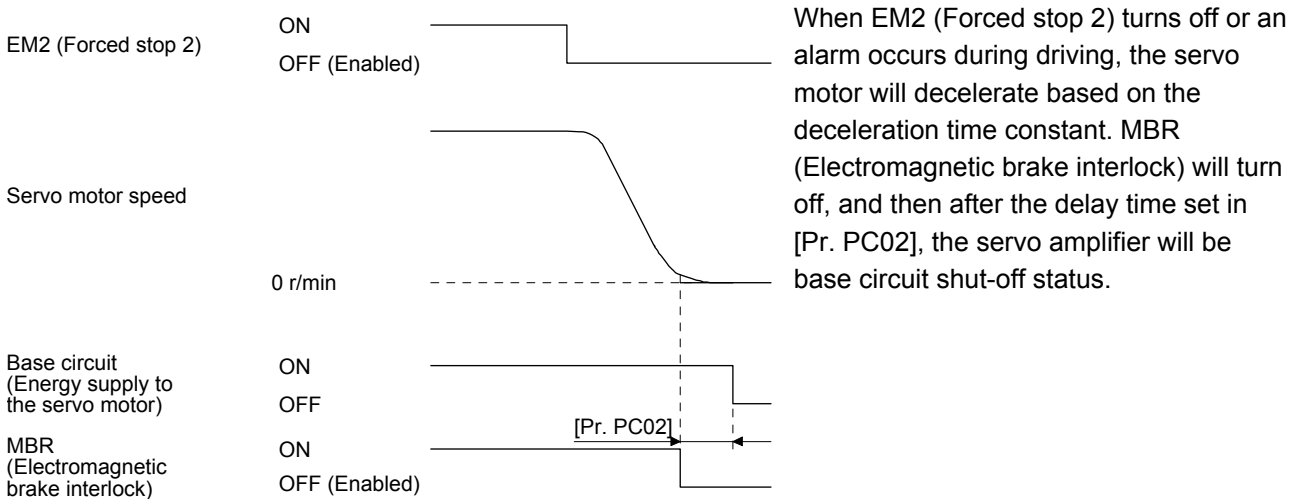 EM2 (Forced stop 2)
ON
OFF (Enabled)
Servo motor speed
0 r/min
Base circuit
(Energy supply to
the servo motor)
ON
OFF
[Pr. PC02]
MBR
(Electromagnetic
brake interlock)
ON
OFF (Enabled)
When EM2 (Forced stop 2) turns off or an
alarm occurs during driving, the servo
motor will decelerate based on the
deceleration time constant. MBR
(Electromagnetic brake interlock) will turn
off, and then after the delay time set in
[Pr. PC02], the servo amplifier will be
base circuit shut-off status.